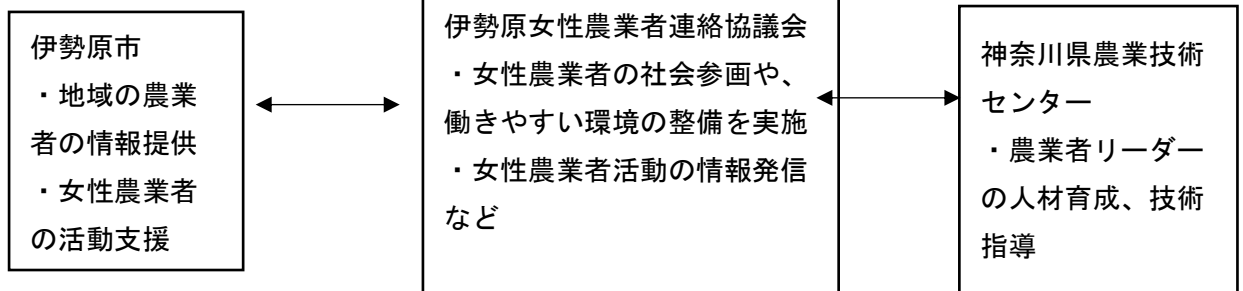 伊勢原市
・地域の農業
者の情報提供
・女性農業者
の活動支援
伊勢原女性農業者連絡協議会
・女性農業者の社会参画や、
働きやすい環境の整備を実施
・女性農業者活動の情報発信
など
神奈川県農業技術
センター
・農業者リーダー
の人材育成、技術
指導